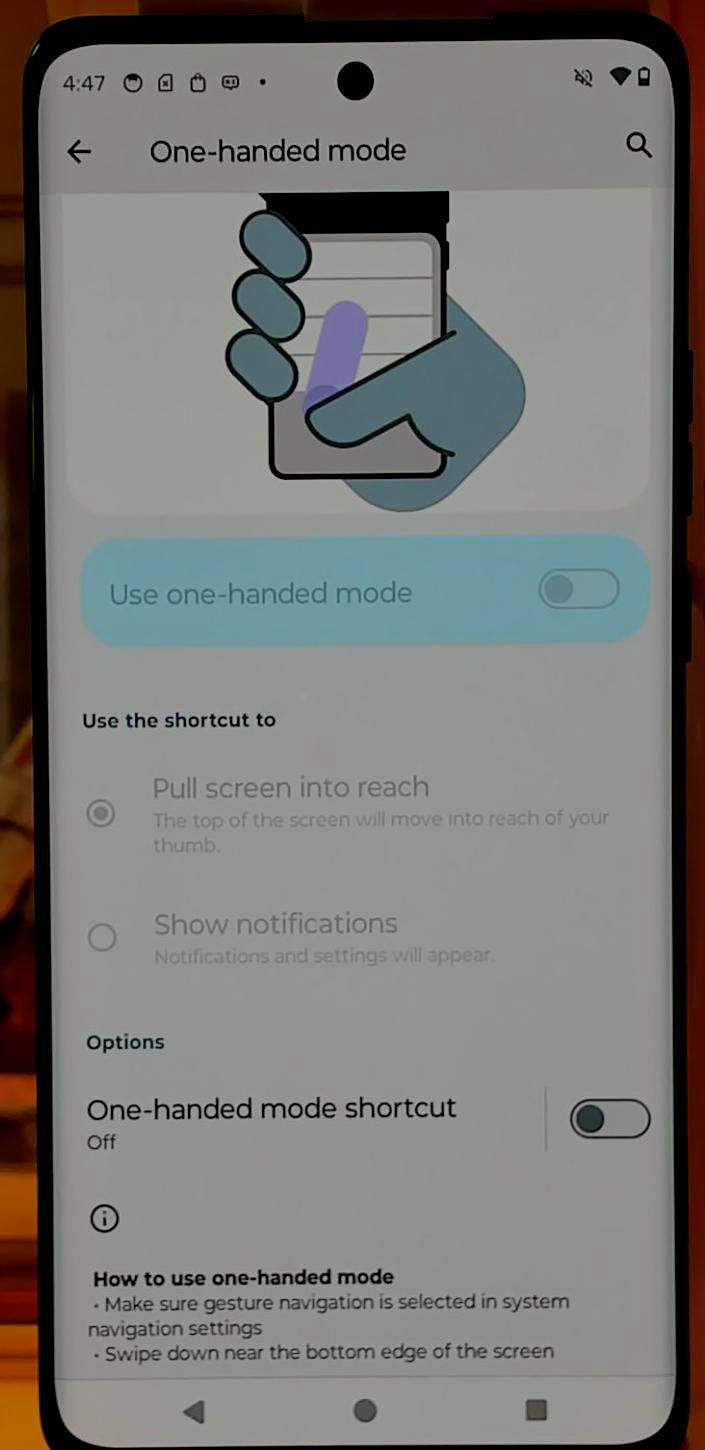 4:47
One-handed mode
Use one-handed mode
Use the shortcut to
Pull screen into reach
The top of the screen will move into reach of your
thumb.
Show notifications
Notifications and settings will appear.
Options
One-handed mode shortcut
Off
How to use one-handed mode
• Make sure gesture navigation is selected in system
navigation settings
• Swipe down near the bottom edge of the screen